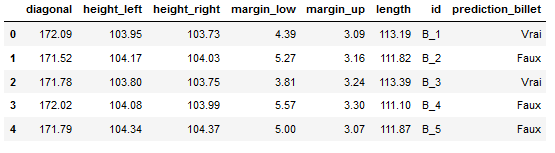 diagonal height_left height_right margin_low margin_up length id prediction_billet
0 172.09 103.95 103.73 4.39 3.09 113.19 B_1 Vrai
1 171.52 104.17 104.03 5.27 3.16 111.82 B_2 Faux
2 171.78 103.80 103.75 3.81 3.24 113.39 B_3 Vrai
3 172.02 104.08 103.99 5.57 3.30 111.10 B_4 Faux
4 171.79 104.34 104.37 5.00 3.07 111.87 B_5 Faux